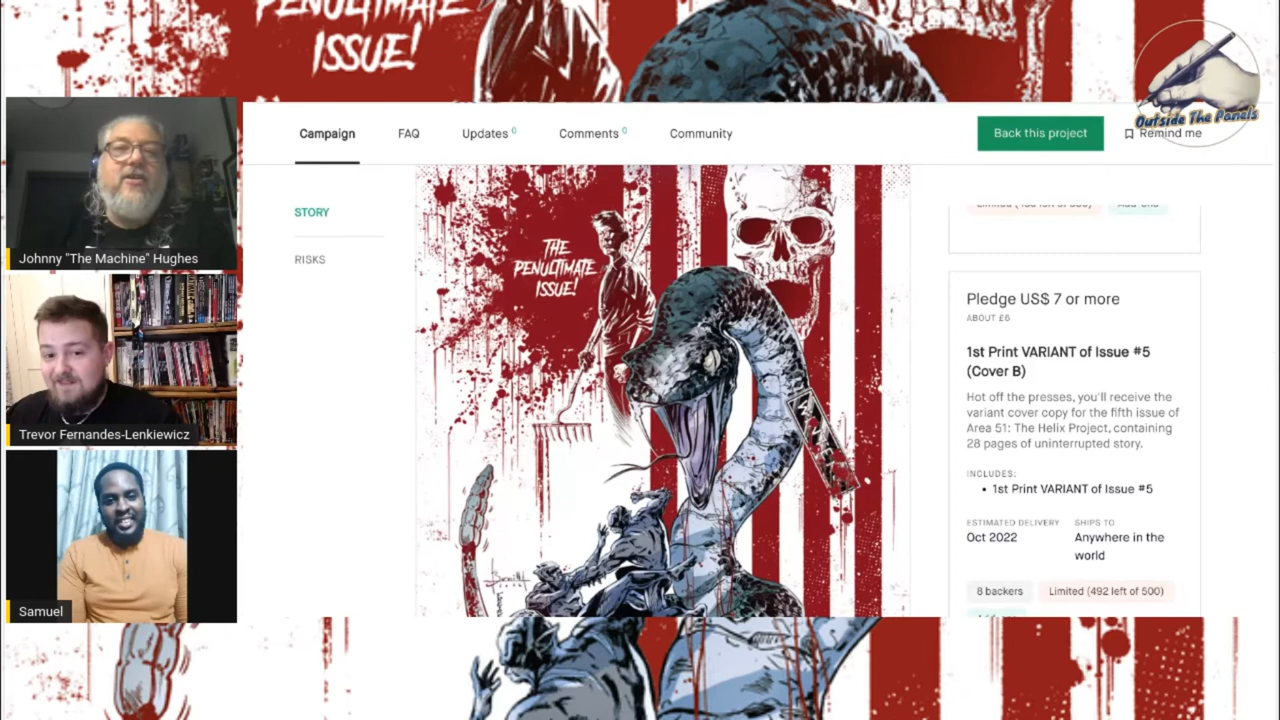 PENULTIMATE
ISSUE!
Outside The Panels
Campaign
FAQ
Updates 0
Comments 0
Community
Back this project
Remind me
STORY
RISKS
THE
PENULTIMATE
ISSUE!
Pledge US$ 7 or more
ABOUT £6
1st Print VARIANT of Issue #5
(Cover B)
Hot off the presses, you'll receive the
variant cover copy for the fifth issue of
Area 51: The Helix Project, containing
28 pages of uninterrupted story.
INCLUDES:
• 1st Print VARIANT of Issue #5
ESTIMATED DELIVERY
Oct 2022
SHIPS TO
Anywhere in the
world
8 backers
Limited (492 left of 500)
Johnny "The Machine" Hughes
Trevor Fernandes-Lenkiewicz
Samuel